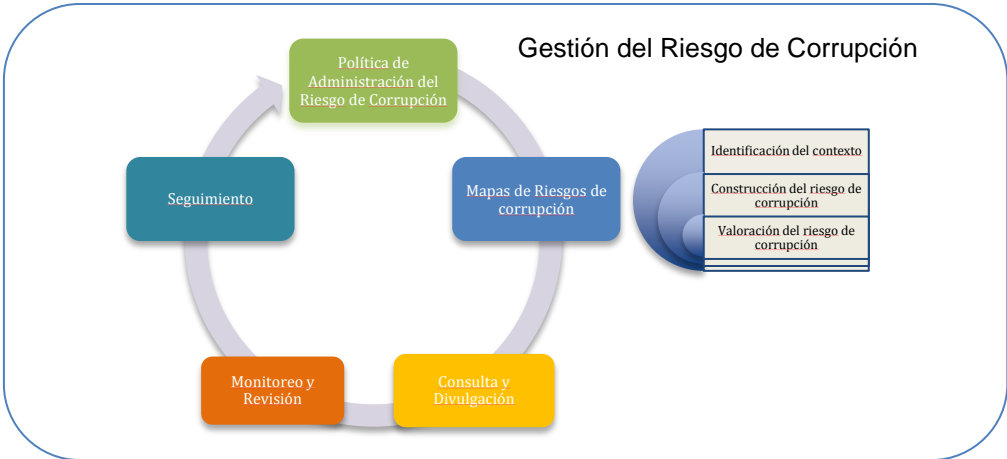 Gestión del Riesgo de Corrupción
Política de
Administración del
Riesgo de Corrupción
Mapas de Riesgos de
corrupción
Identificación del contexto
Construcción del riesgo de
corrupción
Valoración del riesgo de
corrupción
Consulta y
Divulgación
Monitoreo y
Revisión
Seguimiento